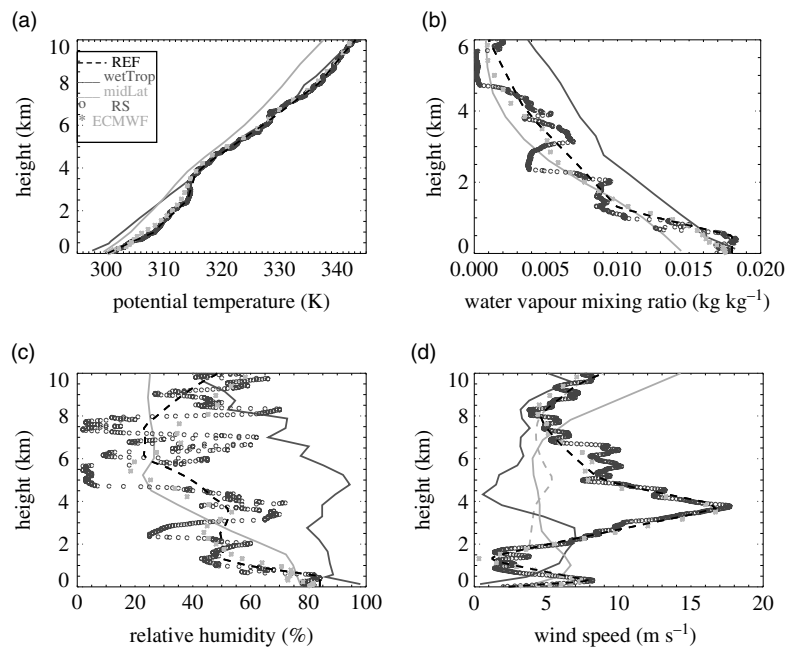 (a)
10
8
6
4
2
0
height (km)
REF
wetTrop
midLat
o RS
* ECMWF
300 310 320 330 340
potential temperature (K)
(b)
6
4
2
0
height (km)
0.000 0.005 0.010 0.015 0.020
water vapour mixing ratio (kg kg⁻¹)
(c)
10
8
6
4
2
0
height (km)
0 20 40 60 80 100
relative humidity (%)
(d)
10
8
6
4
2
0
height (km)
0 5 10 15 20
wind speed (m s⁻¹)